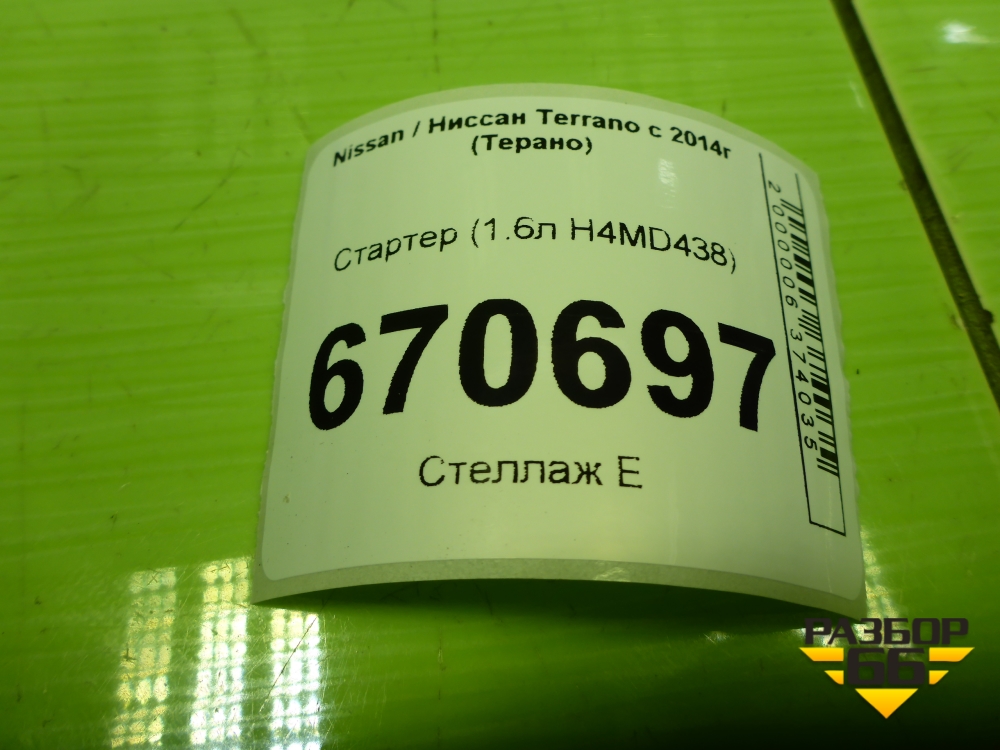 Nissan / Ниссан Terrano с 2014г
(Терано)
Стартер (1.6л H4MD438)
670697
Стеллаж Е
2000006374035
РАЗБОР
66